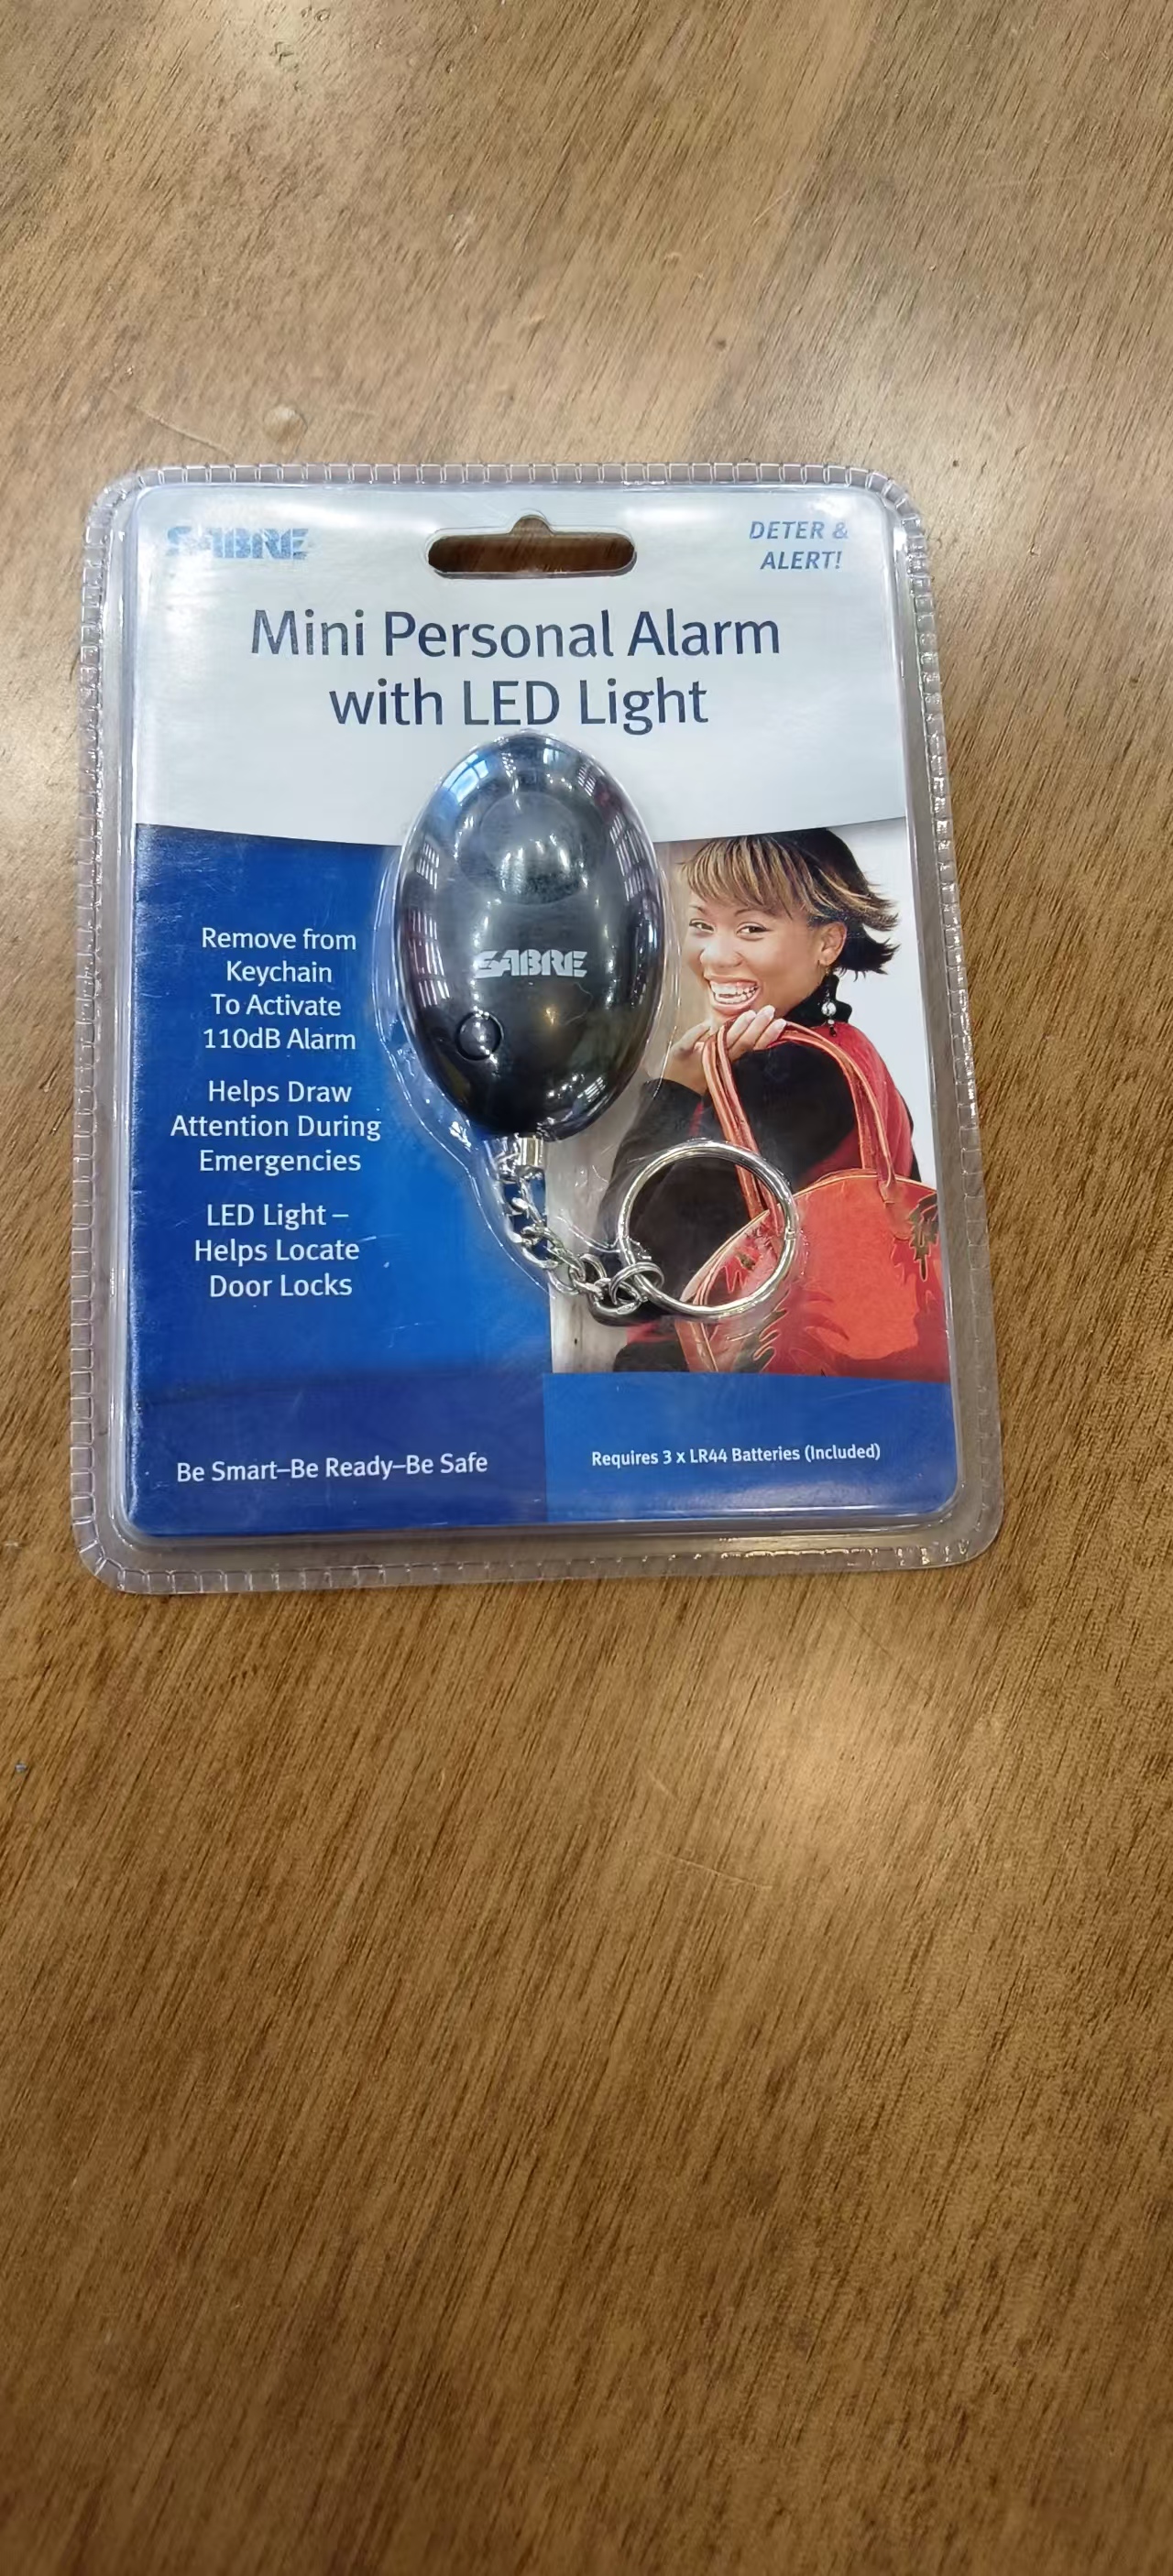 SABRE
DETER &
ALERT!
Mini Personal Alarm
with LED Light
SABRE
Remove from
Keychain
To Activate
110dB Alarm
Helps Draw
Attention During
Emergencies
LED Light –
Helps Locate
Door Locks
Be Smart–Be Ready–Be Safe
Requires 3 x LR44 Batteries (Included)